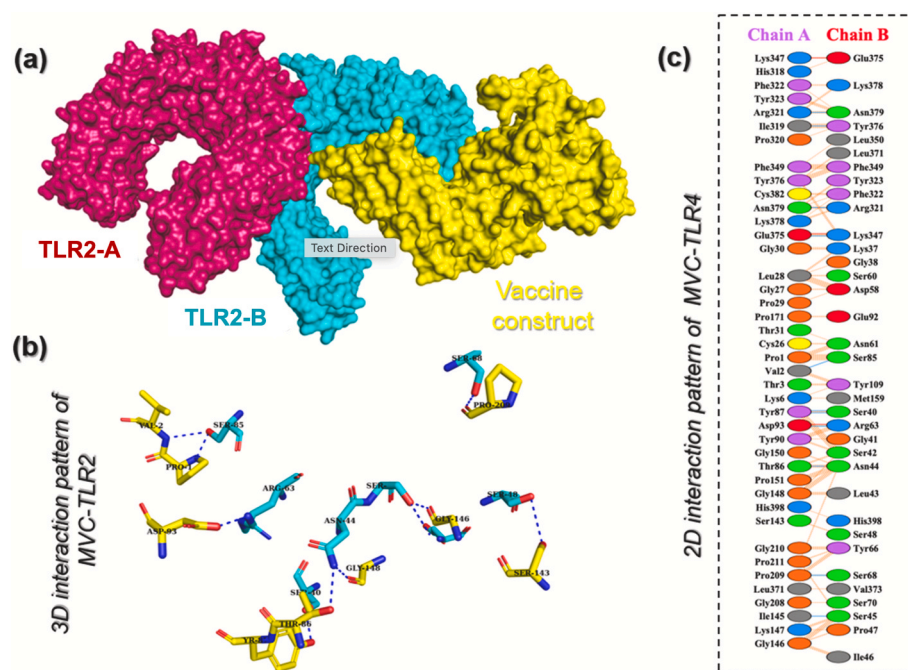 (a)
TLR2-A
TLR2-B
Text Direction
Vaccine
construct
(b)
3D interaction pattern of
MVC-TLR2
VAL-2
SER-85
PRO-1
ARG-63
ASP-93
ASN-44
SER-
GLY-146
GLY-148
SER-40
THR-86
SER-143
(c)
2D interaction pattern of MVC-TLR4
Chain A Chain B
Lys347 Glu375
His318
Phe322 Lys378
Tyr323
Arg321 Asn379
Ile319 Tyr376
Pro320 Leu350
Leu371
Phe349 Phe349
Tyr376 Tyr323
Cys382 Phe322
Asn379 Arg321
Lys378
Glu375 Lys347
Gly30 Lys37
Gly38
Leu28 Ser60
Gly27 Asp58
Pro29
Pro171 Glu92
Thr31
Cys26 Asn61
Pro1 Ser85
Val2
Thr3 Tyr109
Lys6 Met159
Tyr87 Ser40
Asp93 Arg63
Tyr90 Gly41
Gly150 Ser42
Thr86 Asn44
Pro151
Gly148 Leu43
His398
Ser143 His398
Ser48
Gly210 Tyr66
Pro211
Pro209 Ser68
Leu371 Val373
Gly208 Ser70
Ile145 Ser45
Lys147 Pro47
Gly146
Ile46